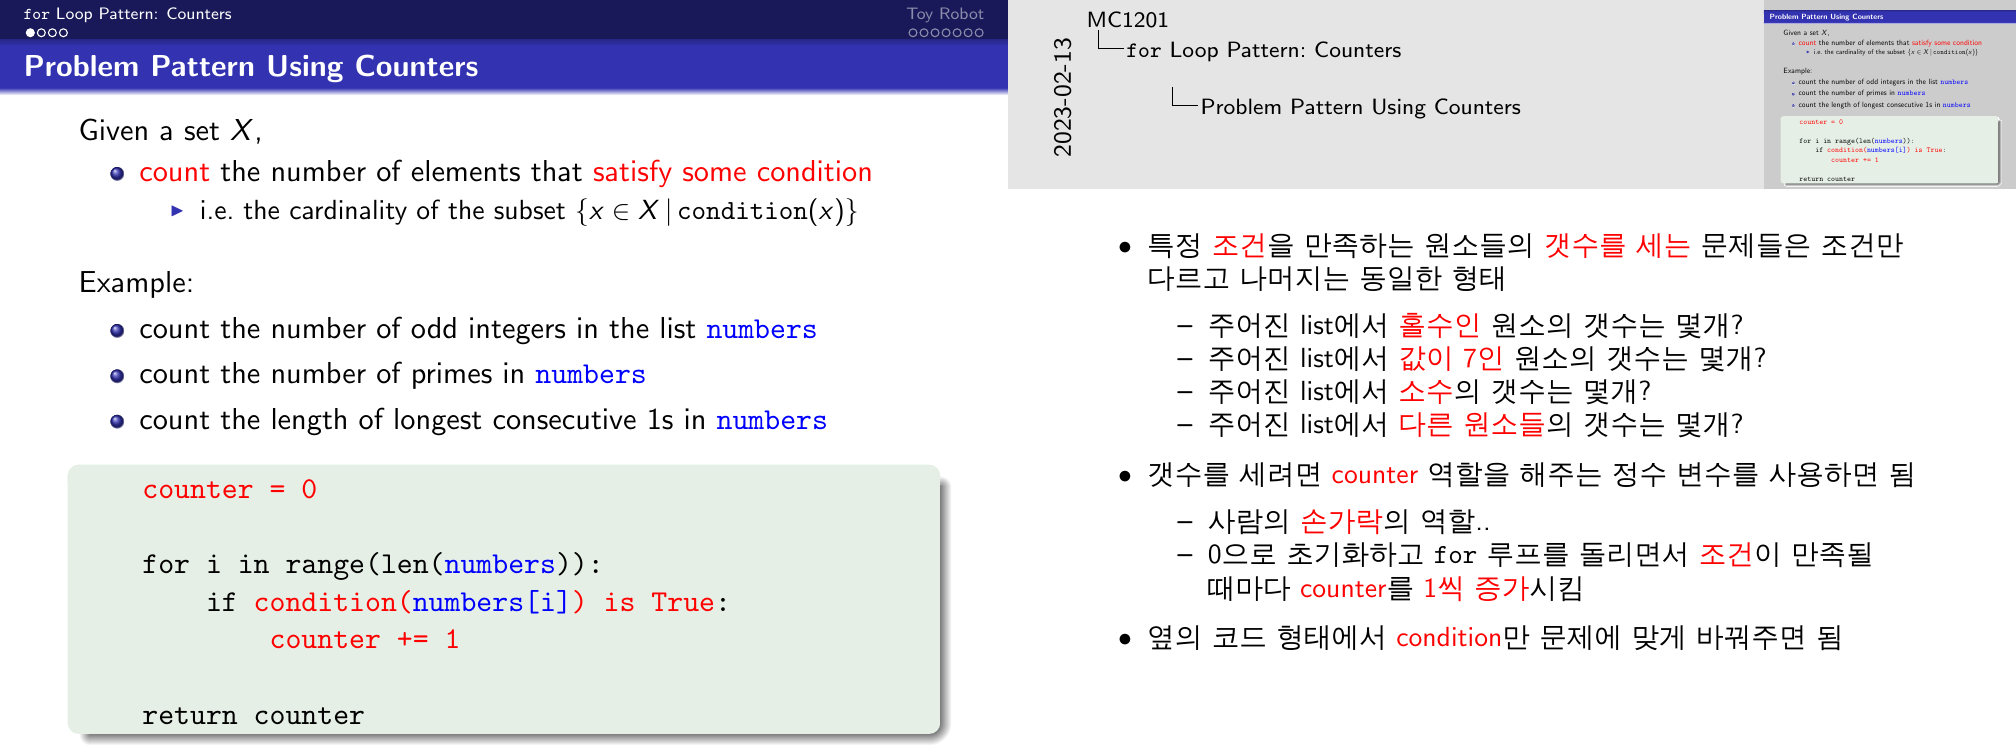 for Loop Pattern: Counters
Toy Robot
Problem Pattern Using Counters
Given a set X,
count the number of elements that satisfy some condition
i.e. the cardinality of the subset {x ∈ X | condition(x)}
Example:
count the number of odd integers in the list numbers
count the number of primes in numbers
count the length of longest consecutive 1s in numbers
counter = 0
for i in range(len(numbers)):
if condition(numbers[i]) is True:
counter += 1
return counter
2023-02-13
MC1201
for Loop Pattern: Counters
Problem Pattern Using Counters
Problem Pattern Using Counters
Given a set X,
count the number of elements that satisfy some condition
i.e. the cardinality of the subset {x ∈ X | condition(x)}
Example:
count the number of odd integers in the list numbers
count the number of primes in numbers
count the length of longest consecutive 1s in numbers
counter = 0
for i in range(len(numbers)):
if condition(numbers[i]) is True:
counter += 1
return counter
• 특정 조건을 만족하는 원소들의 갯수를 세는 문제들은 조건만
다르고 나머지는 동일한 형태
– 주어진 list에서 홀수인 원소의 갯수는 몇개?
– 주어진 list에서 값이 7인 원소의 갯수는 몇개?
– 주어진 list에서 소수의 갯수는 몇개?
– 주어진 list에서 다른 원소들의 갯수는 몇개?
• 갯수를 세려면 counter 역할을 해주는 정수 변수를 사용하면 됨
– 사람의 손가락의 역할..
– 0으로 초기화하고 for 루프를 돌리면서 조건이 만족될
때마다 counter를 1씩 증가시킴
• 옆의 코드 형태에서 condition만 문제에 맞게 바꿔주면 됨